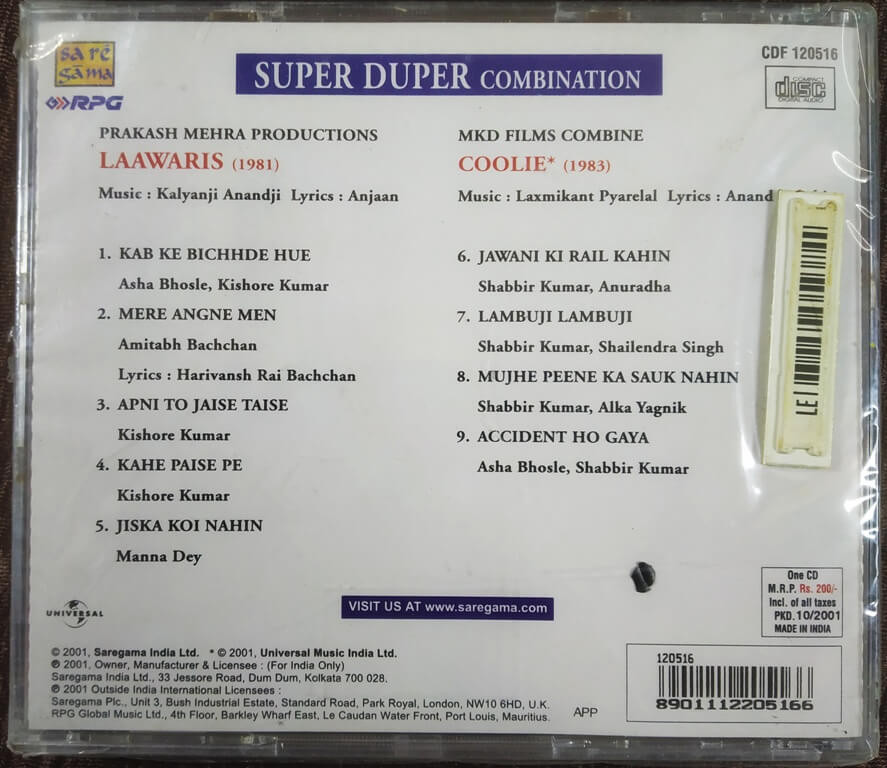 sa re
gama
RPG
SUPER DUPER COMBINATION
CDF 120516
COMPACT
disc
DIGITAL AUDIO
PRAKASH MEHRA PRODUCTIONS
LAAWARIS (1981)
Music : Kalyanji Anandji Lyrics : Anjaan
1. KAB KE BICHHDE HUE
Asha Bhosle, Kishore Kumar
2. MERE ANGNE MEN
Amitabh Bachchan
Lyrics : Harivansh Rai Bachchan
3. APNI TO JAISE TAISE
Kishore Kumar
4. KAHE PAISE PE
Kishore Kumar
5. JISKA KOI NAHIN
Manna Dey
MKD FILMS COMBINE
COOLIE* (1983)
Music : Laxmikant Pyarelal Lyrics : Anand
6. JAWANI KI RAIL KAHIN
Shabbir Kumar, Anuradha
7. LAMBUJI LAMBUJI
Shabbir Kumar, Shailendra Singh
8. MUJHE PEENE KA SAUK NAHIN
Shabbir Kumar, Alka Yagnik
9. ACCIDENT HO GAYA
Asha Bhosle, Shabbir Kumar
LE
UNIVERSAL
VISIT US AT www.saregama.com
One CD
M.R.P. Rs. 200/-
Incl. of all taxes
PKD. 10/2001
MADE IN INDIA
© 2001, Saregama India Ltd. * © 2001, Universal Music India Ltd.
℗ 2001, Owner, Manufacturer & Licensee : (For India Only)
Saregama India Ltd., 33 Jessore Road, Dum Dum, Kolkata 700 028.
℗ 2001 Outside India International Licensees :
Saregama Plc., Unit 3, Bush Industrial Estate, Standard Road, Park Royal, London, NW10 6HD, U.K.
RPG Global Music Ltd., 4th Floor, Barkley Wharf East, Le Caudan Water Front, Port Louis, Mauritius.
APP
120516
8901112205166